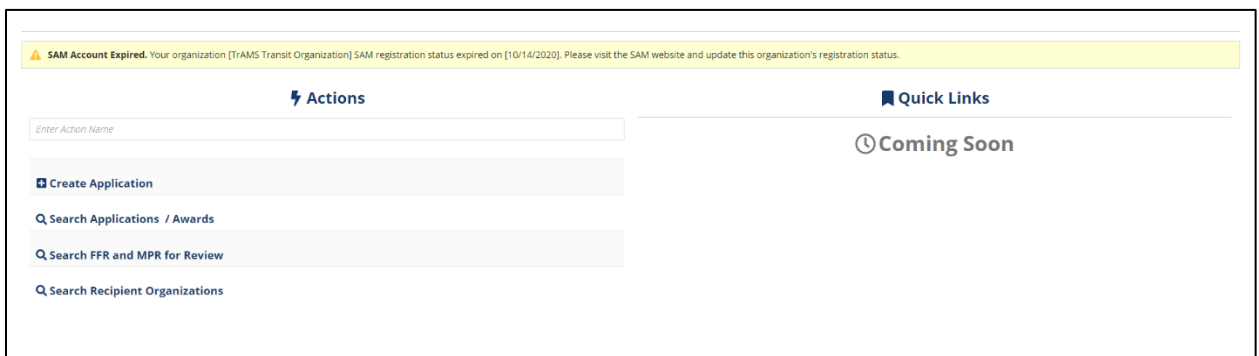 SAM Account Expired. Your organization [TrAMS Transit Organization] SAM registration status expired on [10/14/2020]. Please visit the SAM website and update this organization's registration status.
Actions
Enter Action Name
Create Application
Search Applications / Awards
Search FFR and MPR for Review
Search Recipient Organizations
Quick Links
Coming Soon